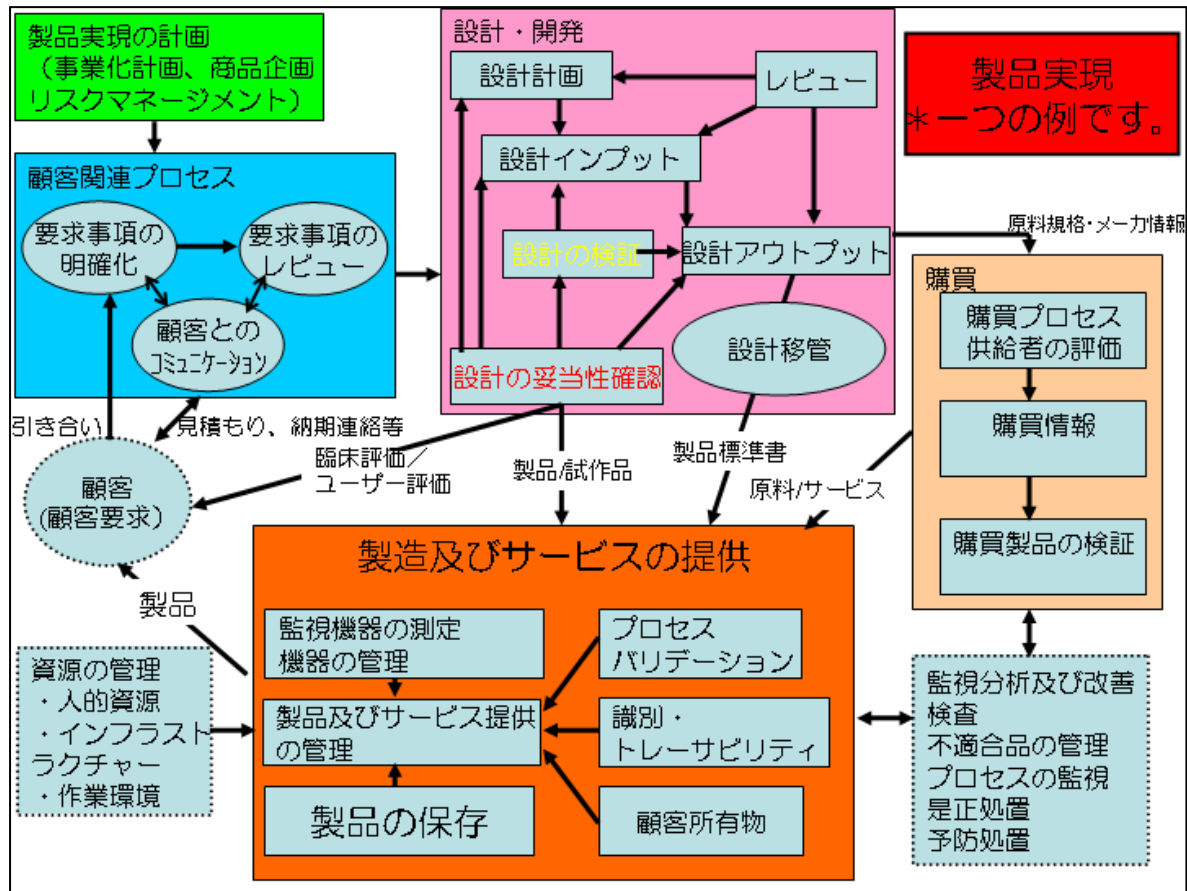 製品実現の計画
（事業化計画、商品企画
リスクマネージメント）
設計・開発
設計計画
レビュー
設計インプット
設計の検証
設計アウトプット
設計の妥当性確認
設計移管
製品実現
＊一つの例です。
顧客関連プロセス
要求事項の
明確化
要求事項の
レビュー
顧客との
ｺﾐｭﾆｹｰｼｮﾝ
原料規格・メーカ情報
購買
購買プロセス
供給者の評価
購買情報
購買製品の検証
引き合い
見積もり、納期連絡等
臨床評価／
ユーザー評価
製品/試作品
製品標準書
原料/サービス
顧客
(顧客要求)
製品
製造及びサービスの提供
監視機器の測定
機器の管理
プロセス
バリデーション
製品及びサービス提供
の管理
識別・
トレーサビリティ
製品の保存
顧客所有物
資源の管理
・人的資源
・インフラスト
ラクチャー
・作業環境
監視分析及び改善
検査
不適合品の管理
プロセスの監視
是正処置
予防処置